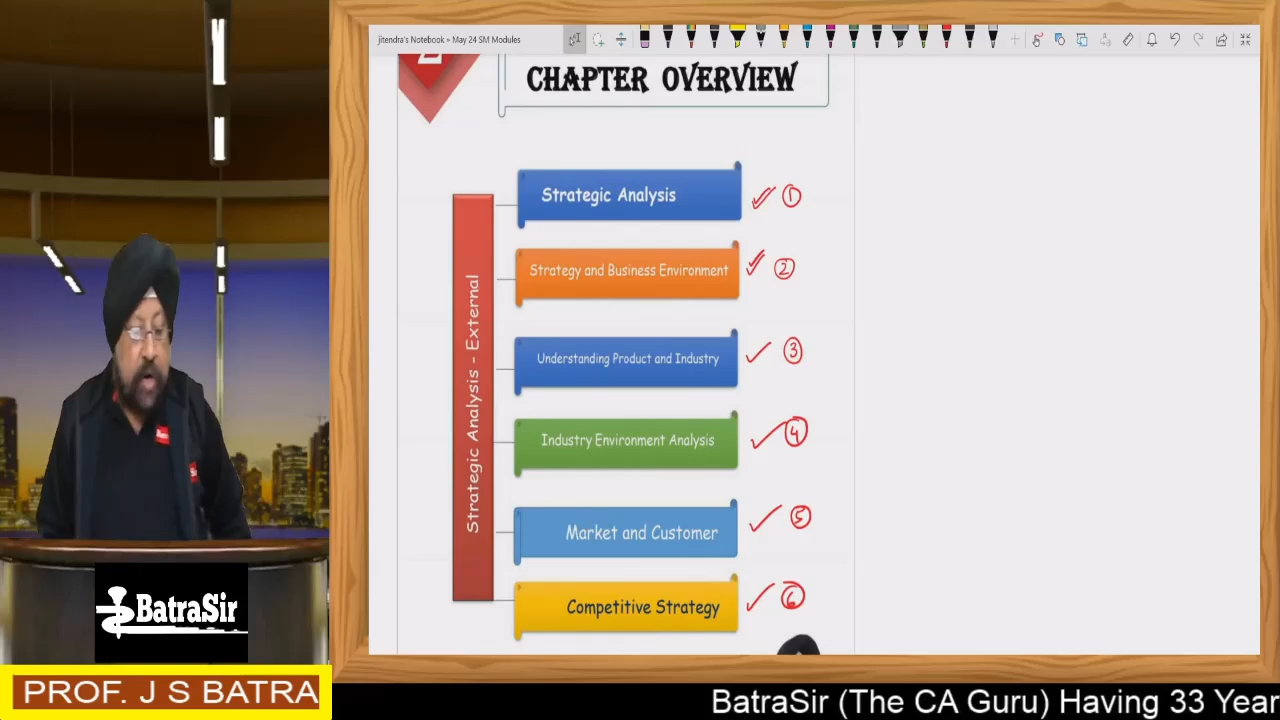 jitendra's Notebook » May 24 SM Modules
2
CHAPTER OVERVIEW
Strategic Analysis - External
Strategic Analysis ①
Strategy and Business Environment ②
Understanding Product and Industry ③
Industry Environment Analysis ④
Market and Customer ⑤
Competitive Strategy ⑥
BatraSir
PROF. J S BATRA
BatraSir (The CA Guru) Having 33 Year